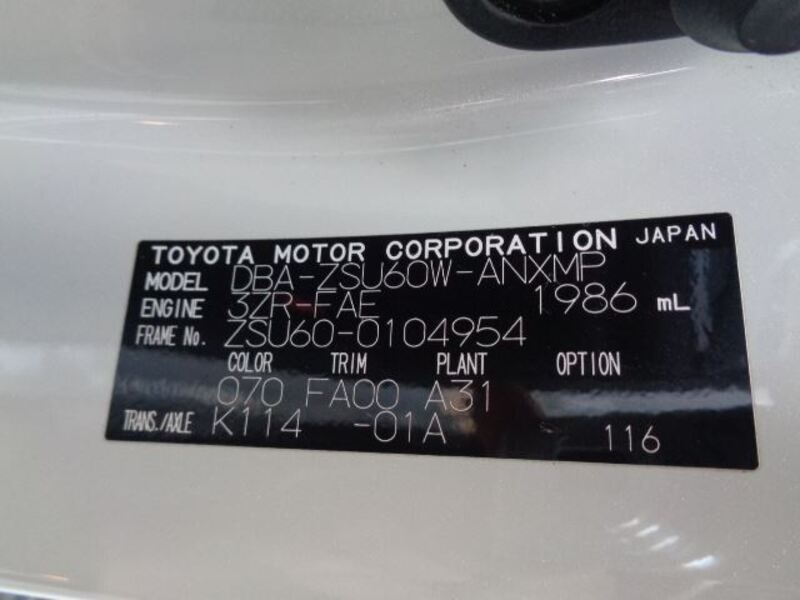 TOYOTA MOTOR CORPORATION JAPAN
MODEL DBA-ZSU60W-ANXMP
ENGINE 3ZR-FAE 1986 mL
FRAME No. ZSU60-0104954
COLOR TRIM PLANT OPTION
070 FA00 A31
TRANS./AXLE K114 -01A 116